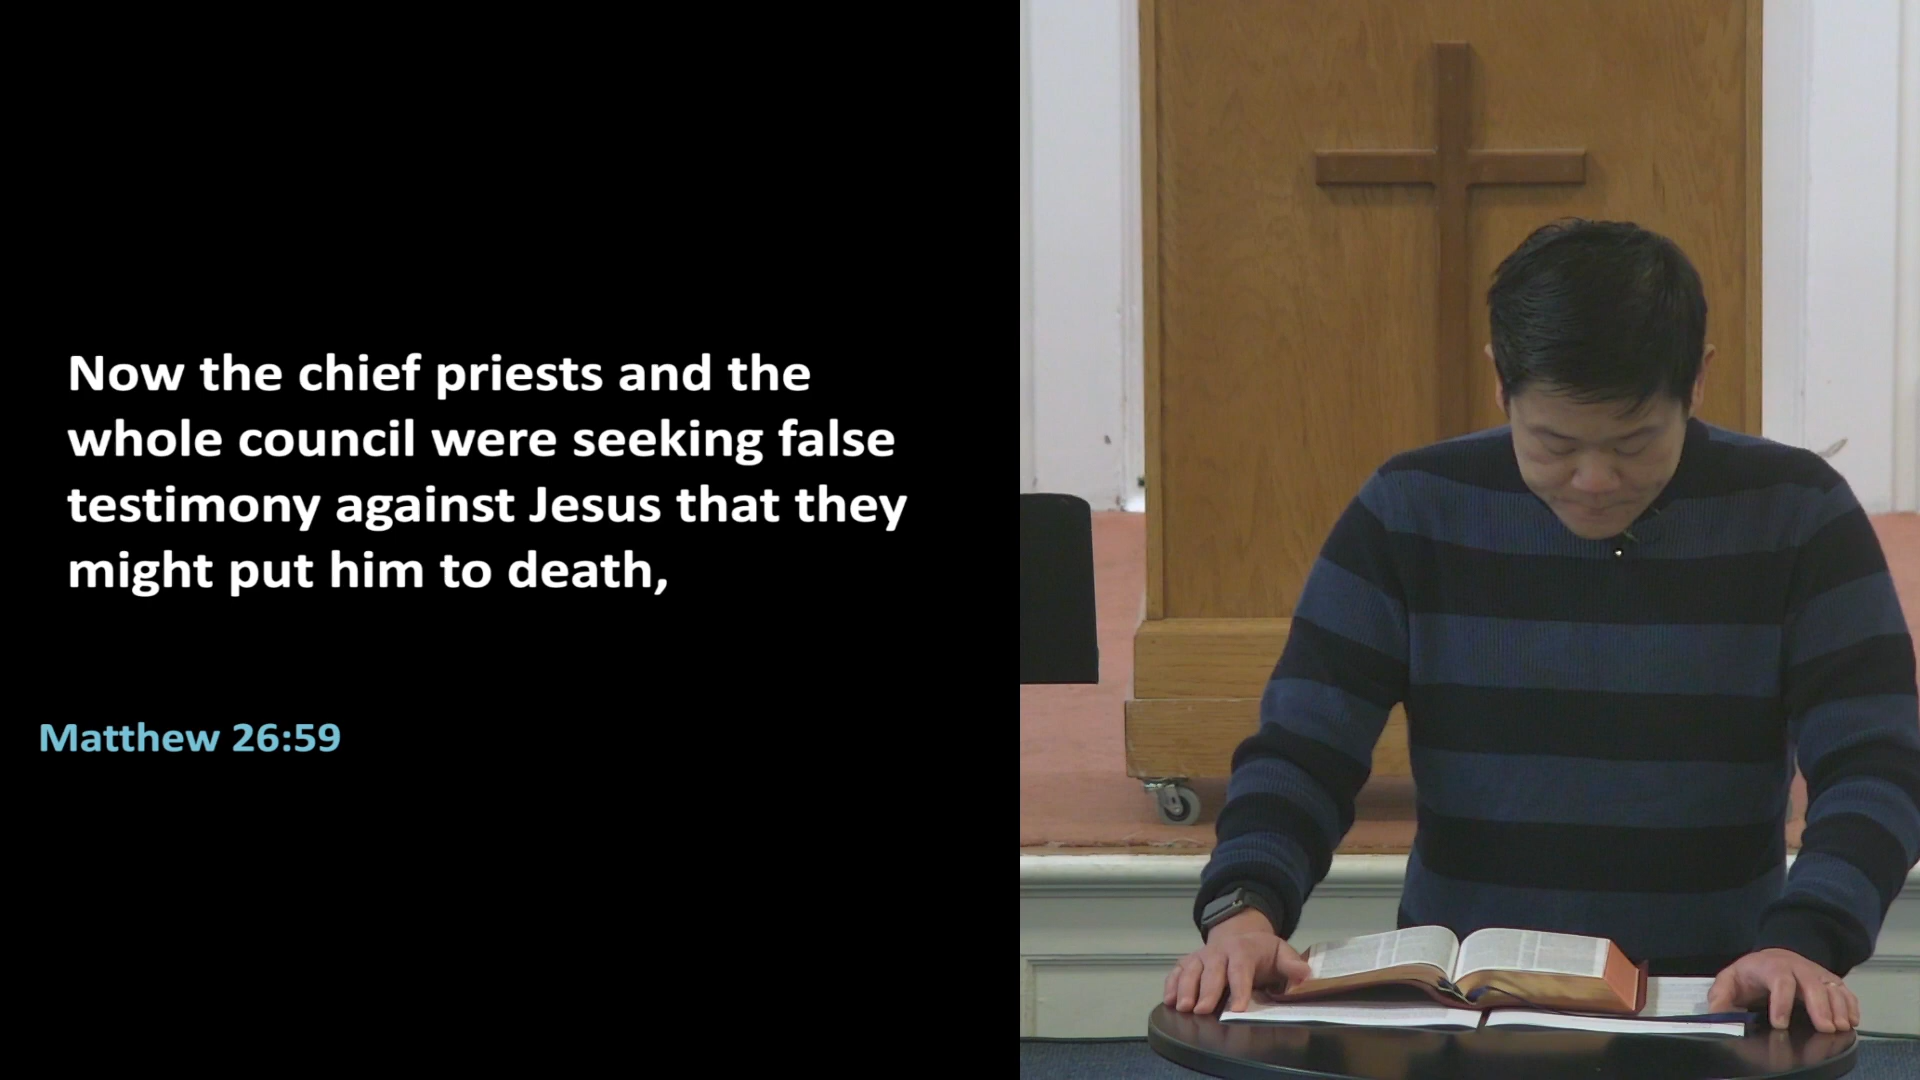 Now the chief priests and the
whole council were seeking false
testimony against Jesus that they
might put him to death,
Matthew 26:59